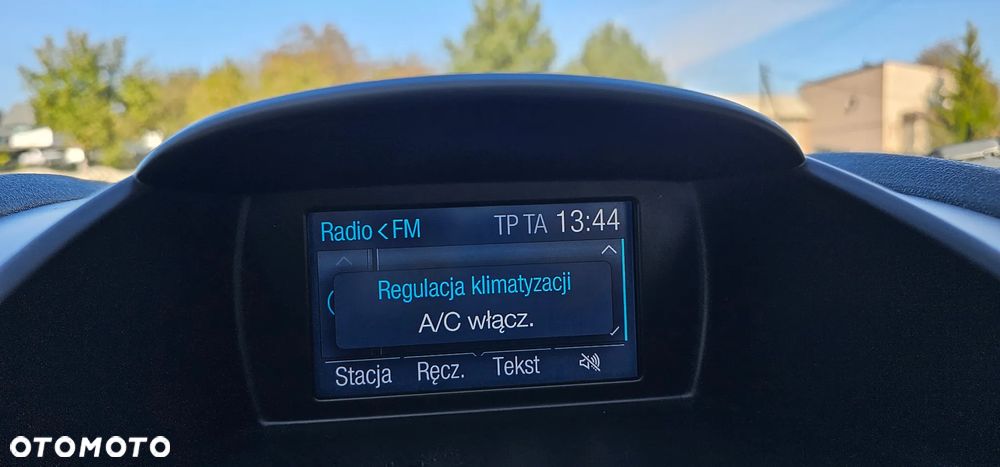 Radio < FM TP TA 13:44
Regulacja klimatyzacji
A/C włącz.
Stacja Ręcz. Tekst
OTOMOTO